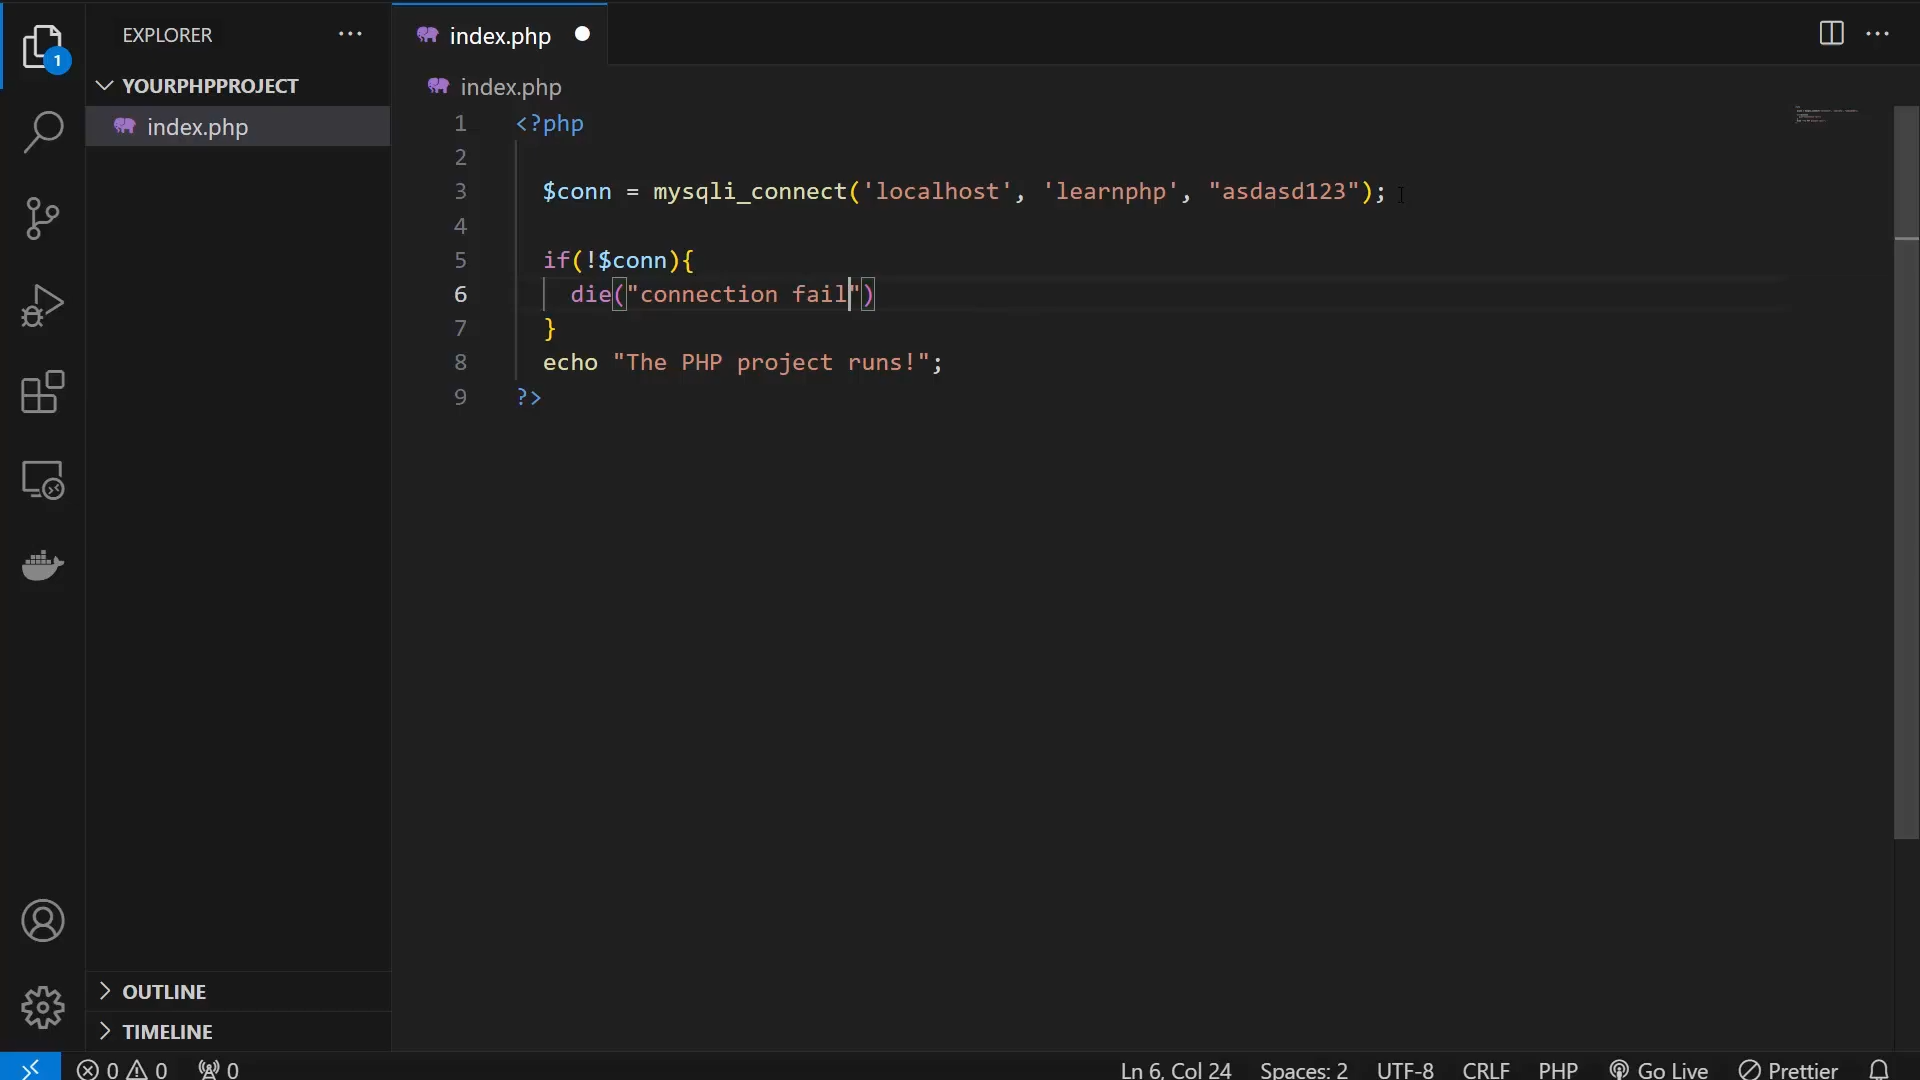 EXPLORER
index.php
1
YOURPHPPROJECT
index.php
index.php
1 <?php
2
3 $conn = mysqli_connect('localhost', 'learnphp', "asdasd123");
4
5 if(!$conn){
6 die("connection fail")
7 }
8 echo "The PHP project runs!";
9 ?>
OUTLINE
TIMELINE
0 0 0 Ln 6, Col 24 Spaces: 2 UTF-8 CRLF PHP Go Live Prettier